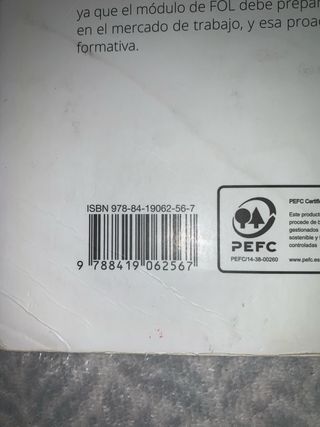 ya que el módulo de FOL debe prepar
en el mercado de trabajo, y esa proac
formativa.
ISBN 978-84-19062-56-7
9 788419 062567
PEFC
PEFC/14-38-00260
PEFC Certifi
Este product
procede de b
gestionados
sostenible y f
controladas
www.pefc.es